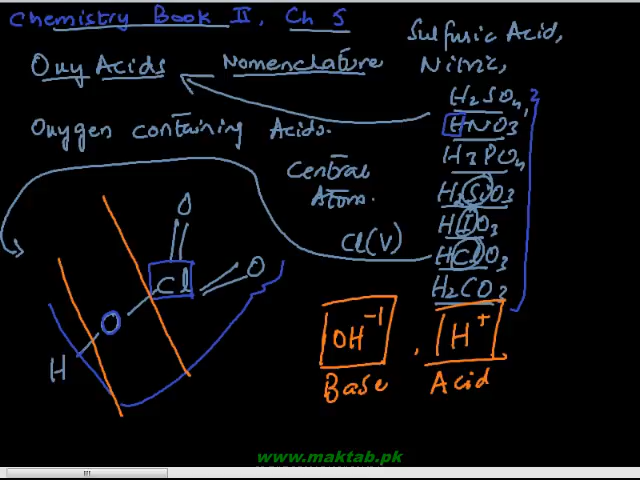 Chemistry Book II, Ch 5
Oxy Acids Nomenclature
Sulfuric Acid,
Nitric,
Oxygen containing Acids.
Central
Atom.
Cl(V)
H2SO4,
HNO3
H3PO4
H2SiO3
HIO3
HClO3
H2CO3
O
Cl
O
O
H
OH-1 , H+
Base Acid
www.maktab.pk